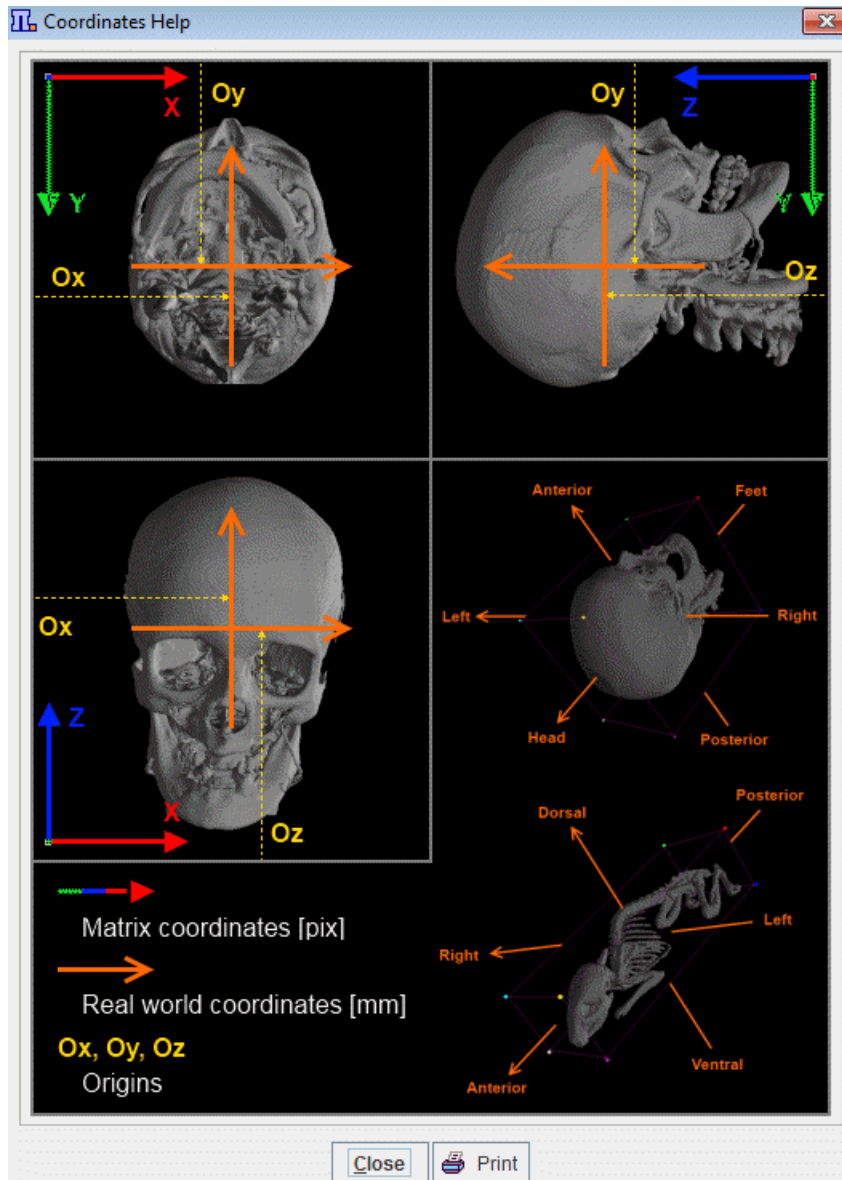 Coordinates Help
X
Y
Oy
Ox
Oy
Z
Y
Oz
Ox
Z
X
Oz
Anterior
Feet
Left
Right
Head
Posterior
Dorsal
Posterior
Left
Right
Ventral
Anterior
Matrix coordinates [pix]
Real world coordinates [mm]
Ox, Oy, Oz
Origins
Close
Print